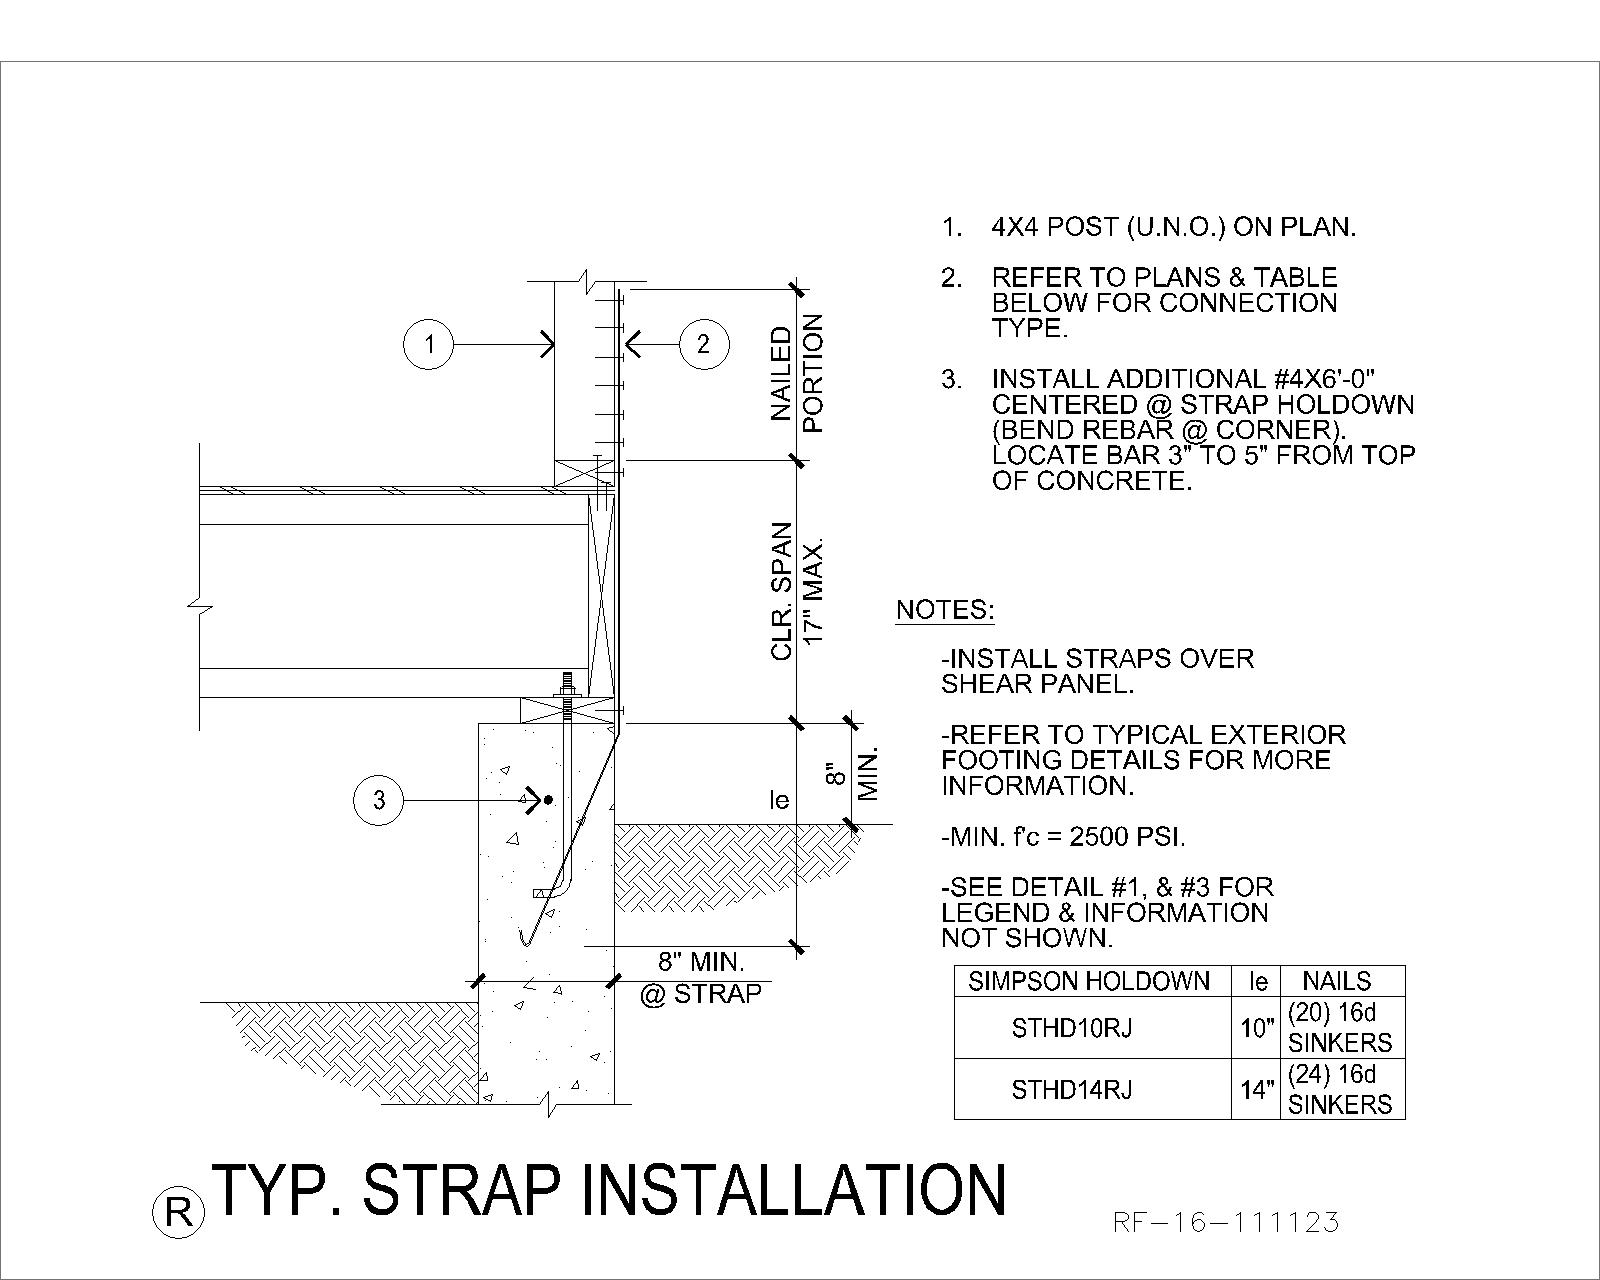 1. 4X4 POST (U.N.O.) ON PLAN.
2. REFER TO PLANS & TABLE
BELOW FOR CONNECTION
TYPE.
3. INSTALL ADDITIONAL #4X6'-0"
CENTERED @ STRAP HOLDOWN
(BEND REBAR @ CORNER).
LOCATE BAR 3" TO 5" FROM TOP
OF CONCRETE.
1
2
NAILED
PORTION
CLR. SPAN
17" MAX.
3
le
8"
MIN.
8" MIN.
@ STRAP
NOTES:
-INSTALL STRAPS OVER
SHEAR PANEL.
-REFER TO TYPICAL EXTERIOR
FOOTING DETAILS FOR MORE
INFORMATION.
-MIN. f'c = 2500 PSI.
-SEE DETAIL #1, & #3 FOR
LEGEND & INFORMATION
NOT SHOWN.
SIMPSON HOLDOWN le NAILS
STHD10RJ 10" (20) 16d
SINKERS
STHD14RJ 14" (24) 16d
SINKERS
R TYP. STRAP INSTALLATION
RF-16-111123